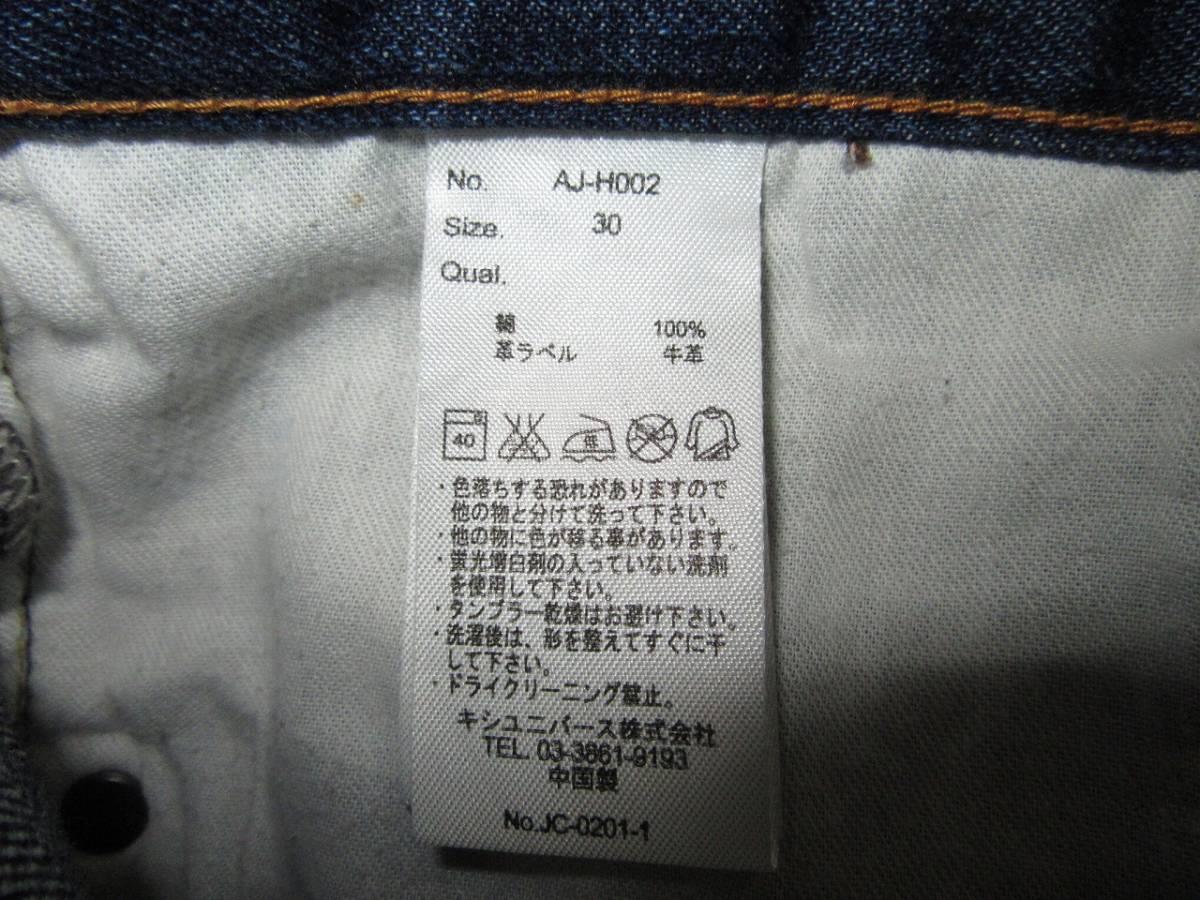 No. AJ-H002
Size. 30
Qual.
綿 100%
革ラベル 牛革
40
・色落ちする恐れがありますので
他の物と分けて洗って下さい。
・他の物に色が移る事があります。
・蛍光増白剤の入っていない洗剤
を使用して下さい。
・タンブラー乾燥はお避け下さい。
・洗濯後は、形を整えてすぐに干
して下さい。
・ドライクリーニング禁止。
キシユニバース株式会社
TEL. 03-3861-9193
中国製
No.JC-0201-1